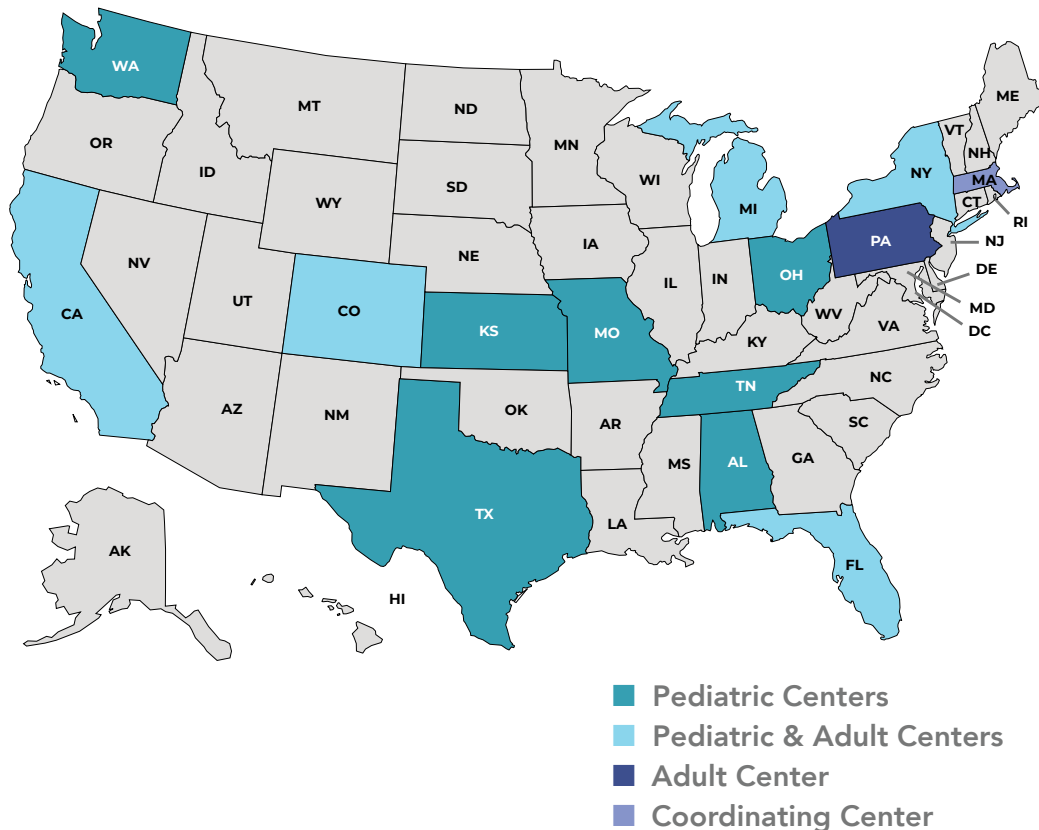 WA
MT
ND
MN
ME
VT
NH
OR
ID
SD
WI
NY
MA
MI
CT
RI
WY
IA
PA
NJ
NE
OH
NV
UT
IL
IN
DE
CO
WV
MD
CA
KS
MO
VA
DC
KY
NC
TN
AZ
NM
OK
AR
SC
MS
AL
GA
TX
LA
AK
FL
HI
Pediatric Centers
Pediatric & Adult Centers
Adult Center
Coordinating Center